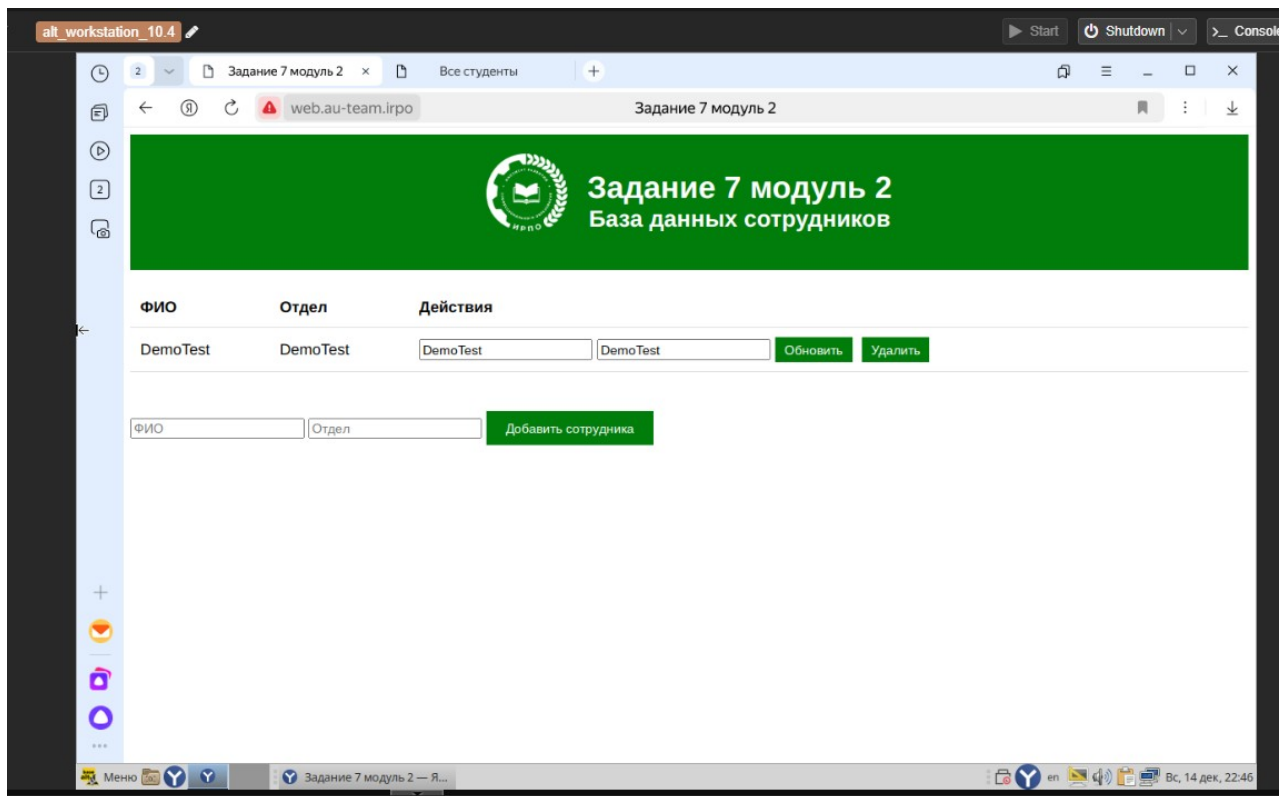 alt_workstation_10.4
Start
Shutdown
>_ Console
2
Задание 7 модуль 2
Все студенты
web.au-team.irpo
Задание 7 модуль 2
2
ИРПО
Задание 7 модуль 2
База данных сотрудников
ФИО Отдел Действия
DemoTest DemoTest DemoTest DemoTest Обновить Удалить
ФИО Отдел Добавить сотрудника
Меню
Задание 7 модуль 2 — Я...
en
Вс, 14 дек, 22:46